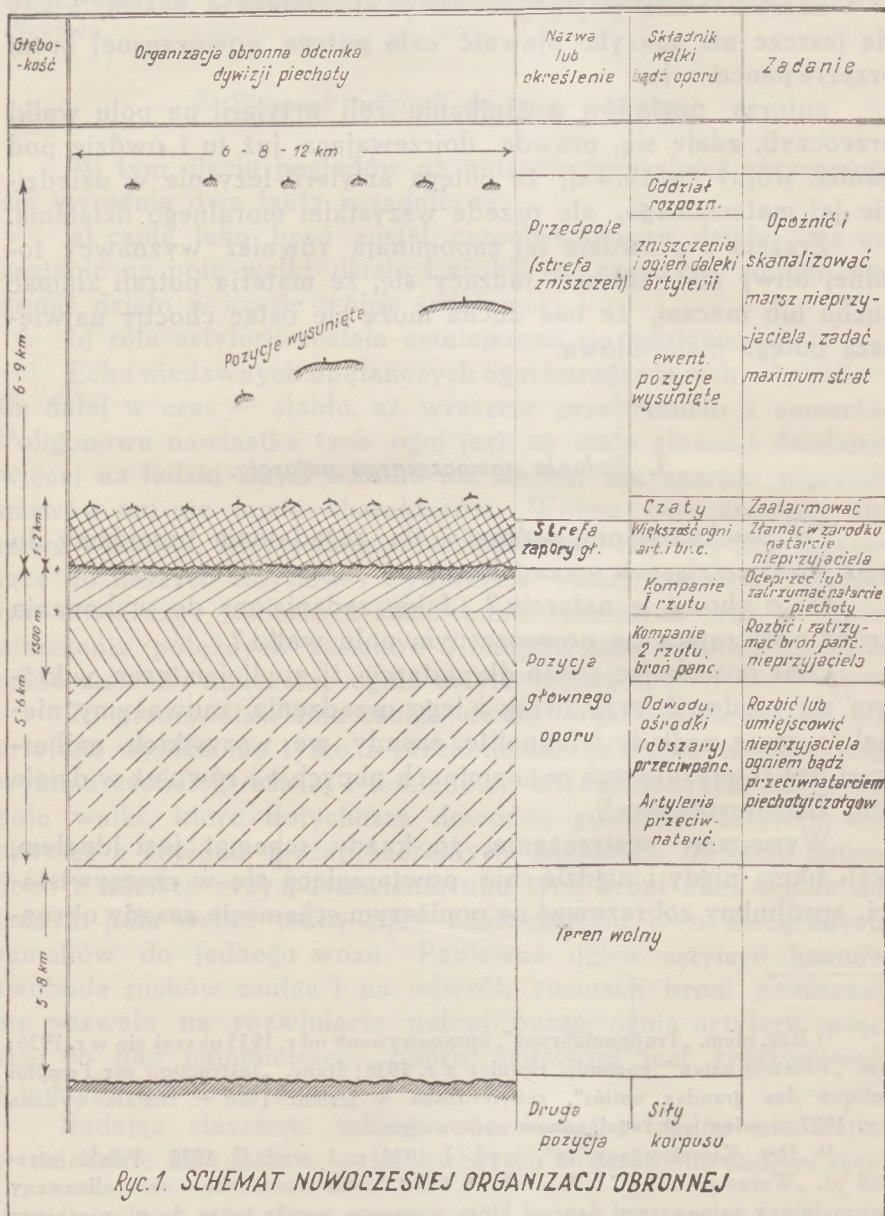 Głębo-
-kość
Organizacja obronna odcinka
dywizji piechoty
Nazwa
lub
określenie
Składnik
walki
bądź oporu
Zadanie
6 - 8 - 12 km
6 - 9 km
Pozycje wysunięte
Przedpole
(strefa
zniszczeń)
Oddział
rozpozn.
zniszczenia
i ogień daleki
artylerii
ewent.
pozycje
wysunięte
Opóźnić i
skanalizować
marsz nieprzy-
jaciela, zadać
maximum strat
1-2 km
Czaty
Zaalarmować
Strefa
zapory gł.
Większość ogni
art. i br. c.
Złamać w zarodku
natarcie
nieprzyjaciela
1500 m
5 - 6 km
Pozycja
głównego
oporu
Kompanie
1 rzutu
Odeprzeć lub
zatrzymać natarcie
piechoty
Kompanie
2 rzutu,
broń panc.
Rozbić i zatrzy-
mać broń panc.
nieprzyjaciela
Odwody,
ośrodki
(obszary)
przeciwpanc.
Artyleria
przeciw-
natarć.
Rozbić lub
umiejscowić
nieprzyjaciela
ogniem bądź
przeciwnatarciem
piechoty i czołgów
5 - 8 km
Teren wolny
Druga
pozycja
Siły
korpusu
Ryc. 1. SCHEMAT NOWOCZESNEJ ORGANIZACJI OBRONNEJ